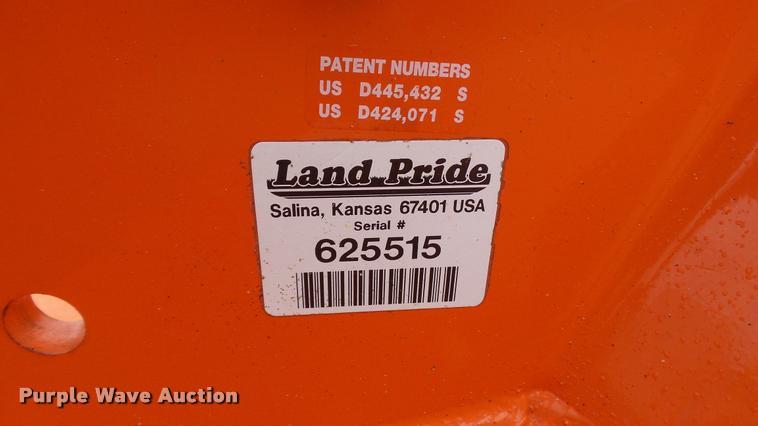 PATENT NUMBERS
US D445,432 S
US D424,071 S
Land Pride
Salina, Kansas 67401 USA
Serial #
625515
Purple Wave Auction